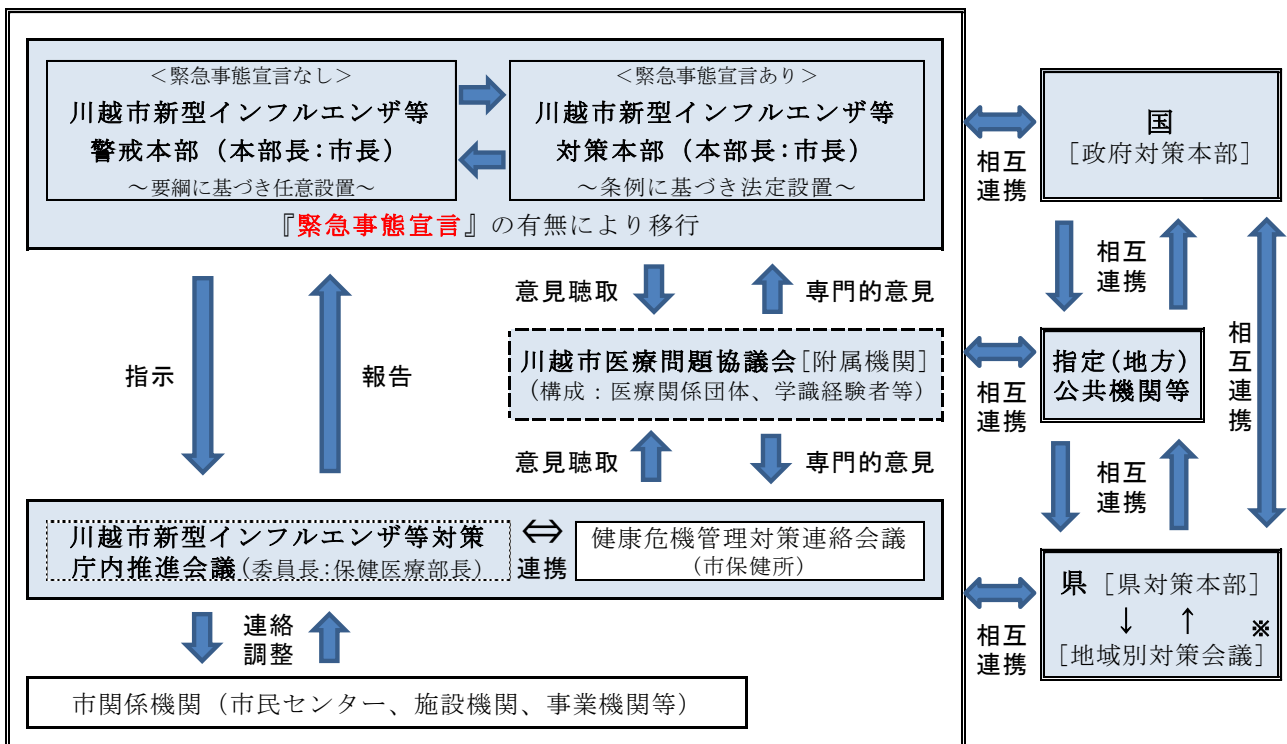 ＜緊急事態宣言なし＞
川越市新型インフルエンザ等
警戒本部（本部長：市長）
～要綱に基づき任意設置～
＜緊急事態宣言あり＞
川越市新型インフルエンザ等
対策本部（本部長：市長）
～条例に基づき法定設置～
『緊急事態宣言』の有無により移行
相互
連携
国
［政府対策本部］
指示
報告
意見聴取
専門的意見
川越市医療問題協議会［附属機関］
（構成：医療関係団体、学識経験者等）
意見聴取
専門的意見
相互
連携
相互
連携
指定（地方）
公共機関等
相互
連携
相互
連携
川越市新型インフルエンザ等対策
庁内推進会議（委員長：保健医療部長）
⇔
連携
健康危機管理対策連絡会議
（市保健所）
相互
連携
県［県対策本部］
↓ ↑ ※
［地域別対策会議］
連絡
調整
市関係機関（市民センター、施設機関、事業機関等）